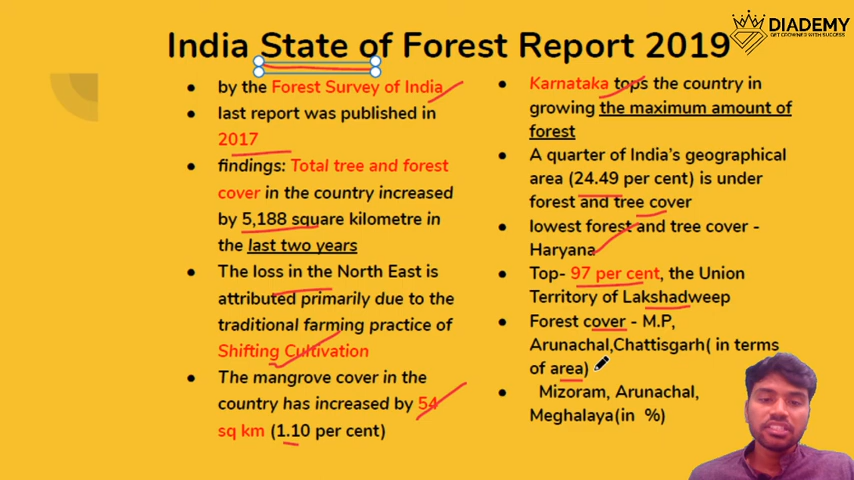 DIADEMY
GET CROWNED WITH SUCCESS
India State of Forest Report 2019
by the Forest Survey of India
last report was published in
2017
findings: Total tree and forest
cover in the country increased
by 5,188 square kilometre in
the last two years
The loss in the North East is
attributed primarily due to the
traditional farming practice of
Shifting Cultivation
The mangrove cover in the
country has increased by 54
sq km (1.10 per cent)
Karnataka tops the country in
growing the maximum amount of
forest
A quarter of India’s geographical
area (24.49 per cent) is under
forest and tree cover
lowest forest and tree cover -
Haryana
Top- 97 per cent, the Union
Territory of Lakshadweep
Forest cover - M.P,
Arunachal,Chattisgarh( in terms
of area)
Mizoram, Arunachal,
Meghalaya(in %)